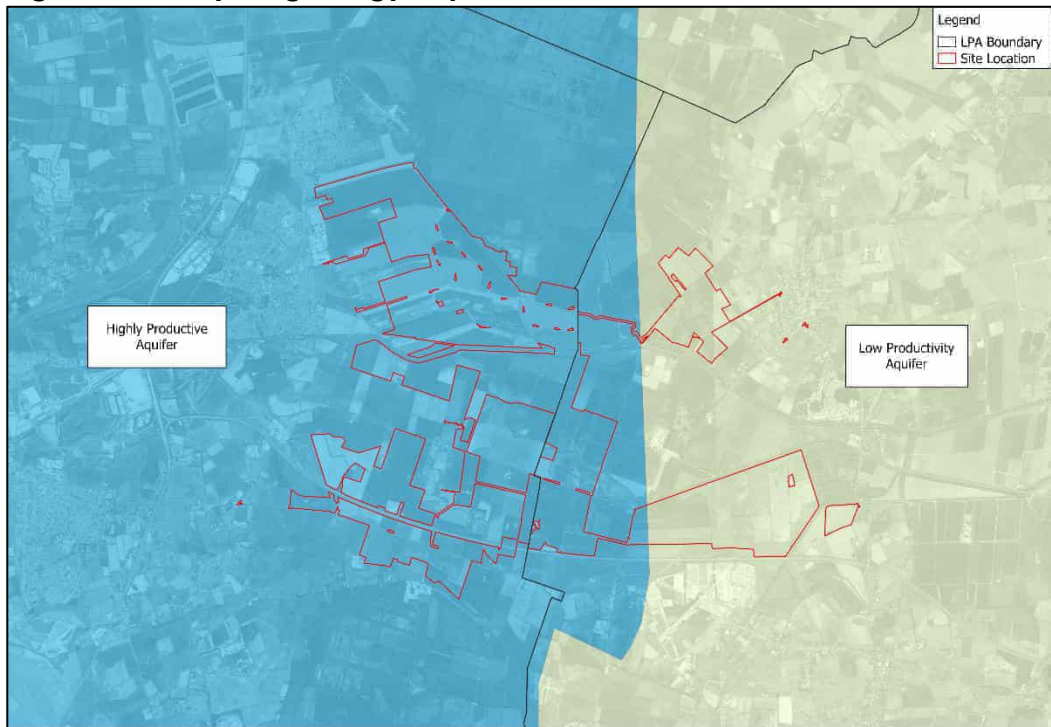 Legend
LPA Boundary
Site Location
Highly Productive
Aquifer
Low Productivity
Aquifer